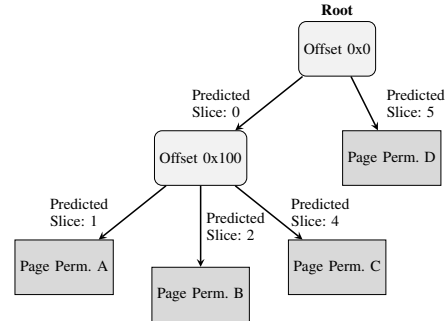 Root
Offset 0x0
Predicted
Slice: 0
Predicted
Slice: 5
Offset 0x100
Page Perm. D
Predicted
Slice: 1
Predicted
Slice: 2
Predicted
Slice: 4
Page Perm. A
Page Perm. B
Page Perm. C